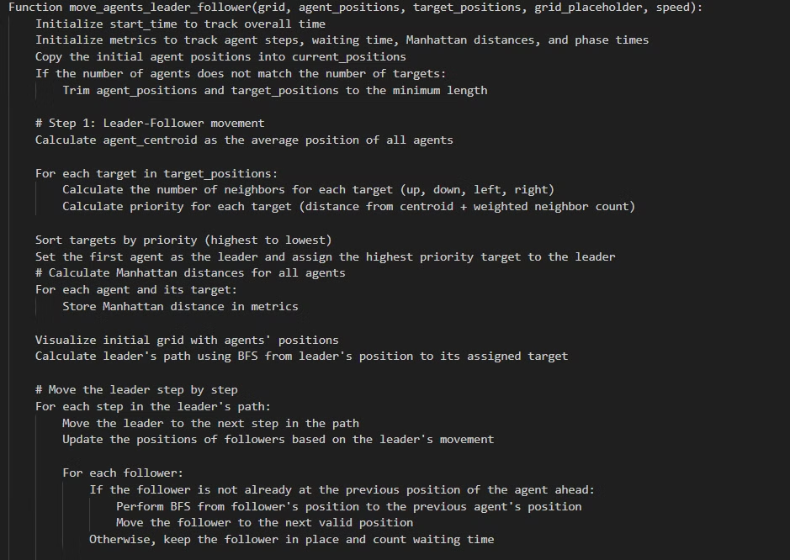 Function move_agents_leader_follower(grid, agent_positions, target_positions, grid_placeholder, speed):
Initialize start_time to track overall time
Initialize metrics to track agent steps, waiting time, Manhattan distances, and phase times
Copy the initial agent positions into current_positions
If the number of agents does not match the number of targets:
Trim agent_positions and target_positions to the minimum length
# Step 1: Leader-Follower movement
Calculate agent_centroid as the average position of all agents
For each target in target_positions:
Calculate the number of neighbors for each target (up, down, left, right)
Calculate priority for each target (distance from centroid + weighted neighbor count)
Sort targets by priority (highest to lowest)
Set the first agent as the leader and assign the highest priority target to the leader
# Calculate Manhattan distances for all agents
For each agent and its target:
Store Manhattan distance in metrics
Visualize initial grid with agents' positions
Calculate leader's path using BFS from leader's position to its assigned target
# Move the leader step by step
For each step in the leader's path:
Move the leader to the next step in the path
Update the positions of followers based on the leader's movement
For each follower:
If the follower is not already at the previous position of the agent ahead:
Perform BFS from follower's position to the previous agent's position
Move the follower to the next valid position
Otherwise, keep the follower in place and count waiting time